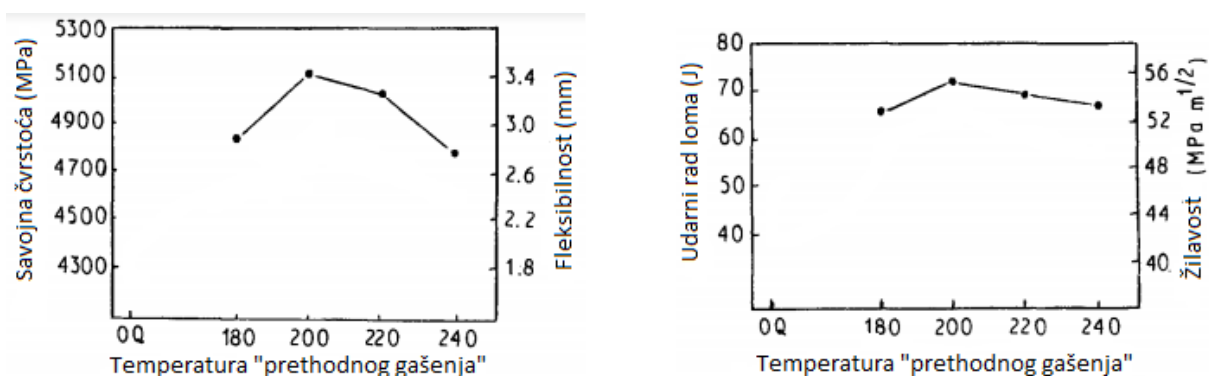 Savojna čvrstoća (MPa)
5300
5100
4900
4700
4500
4300
3.4
3.0
2.6
2.2
1.8
Fleksibilnost (mm)
0Q 180 200 220 240
Temperatura "prethodnog gašenja"
Udarni rad loma (J)
80
70
60
50
40
56
52
48
44
40
Žilavost (MPa m1/2)
0Q 180 200 220 240
Temperatura "prethodnog gašenja"